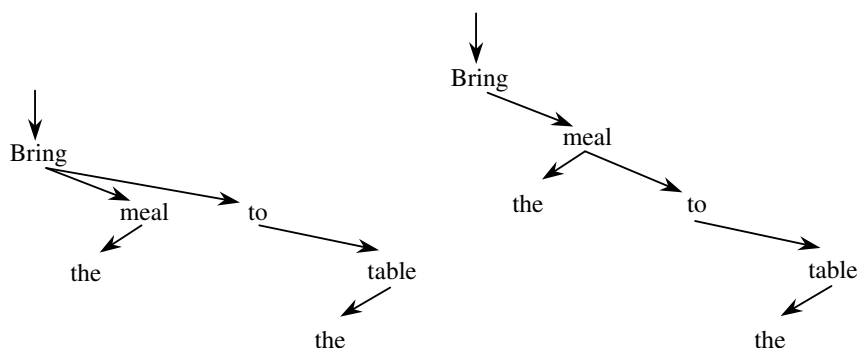 Bring
meal to
the table
the
Bring
meal
the to
table
the